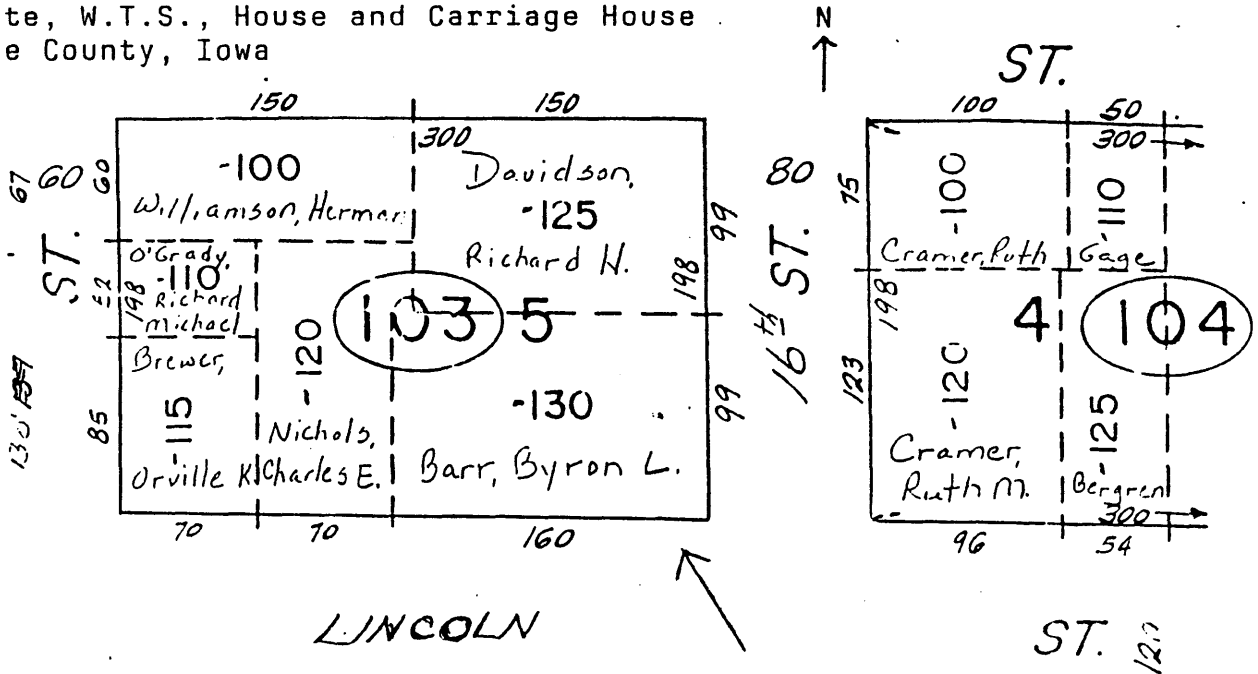 te, W.T.S., House and Carriage House
e County, Iowa
N
ST.
150
150
300
-100
Williamson, Herman
Davidson,
-125
Richard H.
67
60
60
ST.
52
198
O'Grady,
-110
Richard
Michael
Brewer,
-115
Orville K
85
130'
-120
Nichols,
Charles E.
103
5
-130
Barr, Byron L.
99
198
99
70
70
160
80
16th ST.
100
50
300
75
-100
Cramer, Ruth
-110
Gage
198
4
104
123
-120
Cramer,
Ruth M.
-125
Bergren
300
96
54
LINCOLN
ST.